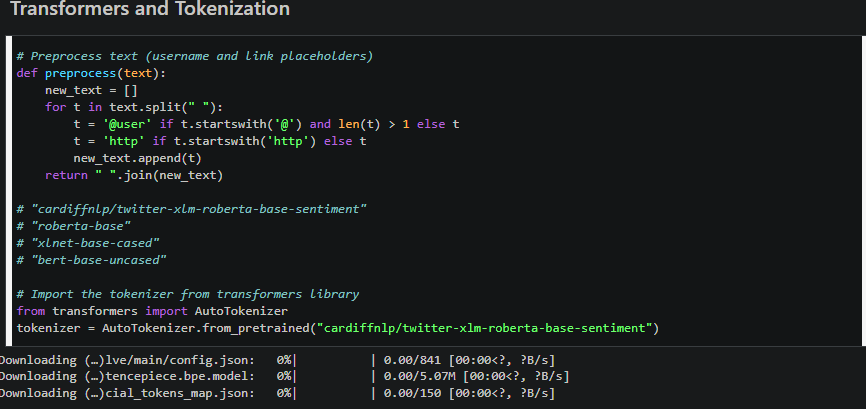 Transformers and Tokenization
# Preprocess text (username and link placeholders)
def preprocess(text):
    new_text = []
    for t in text.split(" "):
        t = '@user' if t.startswith('@') and len(t) > 1 else t
        t = 'http' if t.startswith('http') else t
        new_text.append(t)
    return " ".join(new_text)
# "cardiffnlp/twitter-xlm-roberta-base-sentiment"
# "roberta-base"
# "xlnet-base-cased"
# "bert-base-uncased"
# Import the tokenizer from transformers library
from transformers import AutoTokenizer
tokenizer = AutoTokenizer.from_pretrained("cardiffnlp/twitter-xlm-roberta-base-sentiment")
Downloading (…)lve/main/config.json:   0%|          | 0.00/841 [00:00<?, ?B/s]
Downloading (…)tencepiece.bpe.model:   0%|          | 0.00/5.07M [00:00<?, ?B/s]
Downloading (…)cial_tokens_map.json:   0%|          | 0.00/150 [00:00<?, ?B/s]